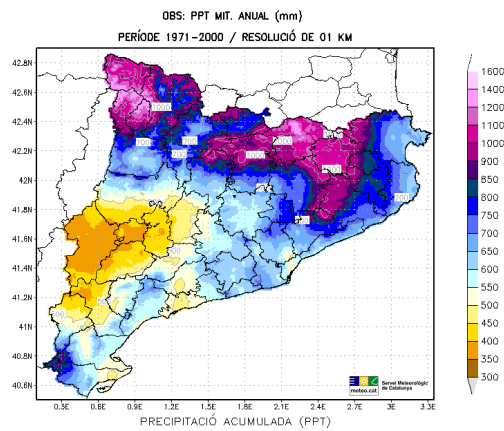 OBS: PPT MIT. ANUAL (mm)
PERÍODE 1971-2000 / RESOLUCIÓ DE 01 KM
42.8N
42.6N
42.4N
42.2N
42N
41.8N
41.6N
41.4N
41.2N
41N
40.8N
40.6N
0.3E 0.6E 0.9E 1.2E 1.5E 1.8E 2.1E 2.4E 2.7E 3E 3.3E
PRECIPITACIÓ ACUMULADA (PPT)
1600
1400
1200
1100
1000
900
850
800
750
700
650
600
550
500
450
400
350
300
meteo.cat
Servei Meteorològic
de Catalunya